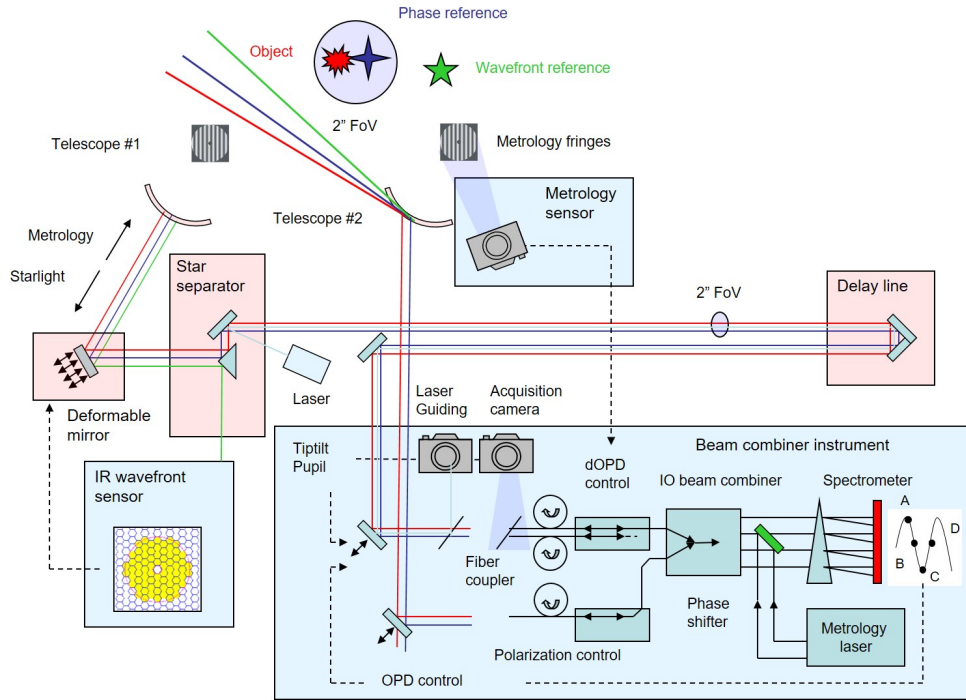 Phase reference
Object
Wavefront reference
2” FoV
Telescope #1
Metrology fringes
Metrology
sensor
Telescope #2
Metrology
Starlight
Star
separator
2” FoV
Delay line
Laser
Deformable
mirror
Laser
Guiding
Acquisition
camera
Beam combiner instrument
Tiptilt
Pupil
dOPD
control
IO beam combiner
Spectrometer
IR wavefront
sensor
A
D
B
C
Fiber
coupler
Phase
shifter
Metrology
laser
Polarization control
OPD control